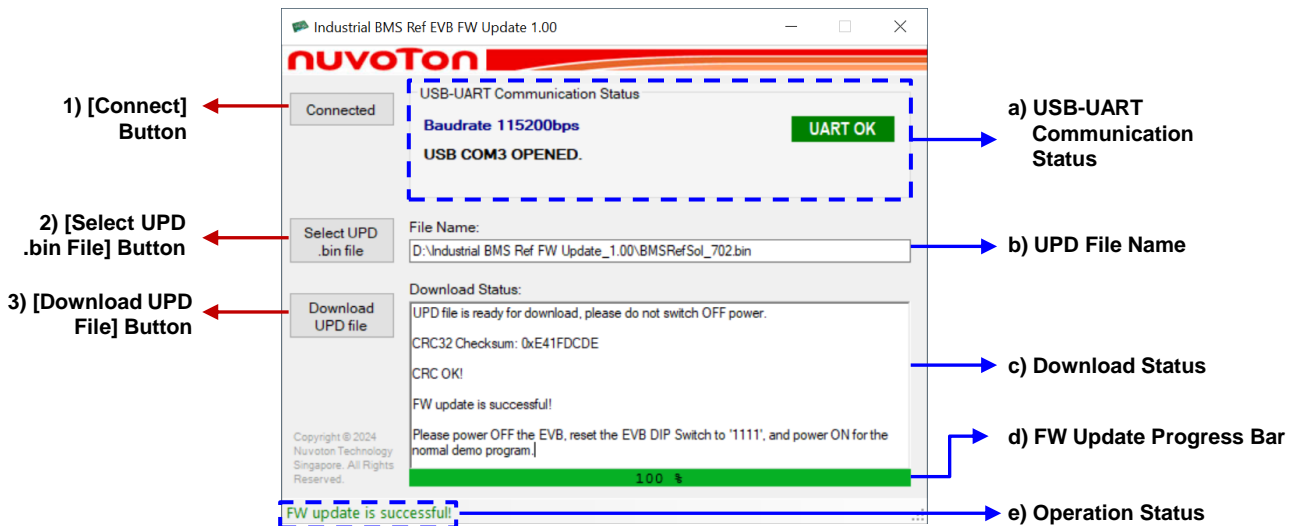 Industrial BMS Ref EVB FW Update 1.00
nuvoTon
1) [Connect]
Button
Connected
USB-UART Communication Status
Baudrate 115200bps
UART OK
USB COM3 OPENED.
a) USB-UART
Communication
Status
2) [Select UPD
.bin File] Button
Select UPD
.bin file
File Name:
D:\Industrial BMS Ref FW Update_1.00\BMSRefSol_702.bin
b) UPD File Name
3) [Download UPD
File] Button
Download
UPD file
Download Status:
UPD file is ready for download, please do not switch OFF power.
CRC32 Checksum: 0xE41FDCDE
CRC OK!
FW update is successful!
Please power OFF the EVB, reset the EVB DIP Switch to '1111', and power ON for the
normal demo program.
c) Download Status
Copyright © 2024
Nuvoton Technology
Singapore. All Rights
Reserved.
100 %
d) FW Update Progress Bar
FW update is successful!
e) Operation Status